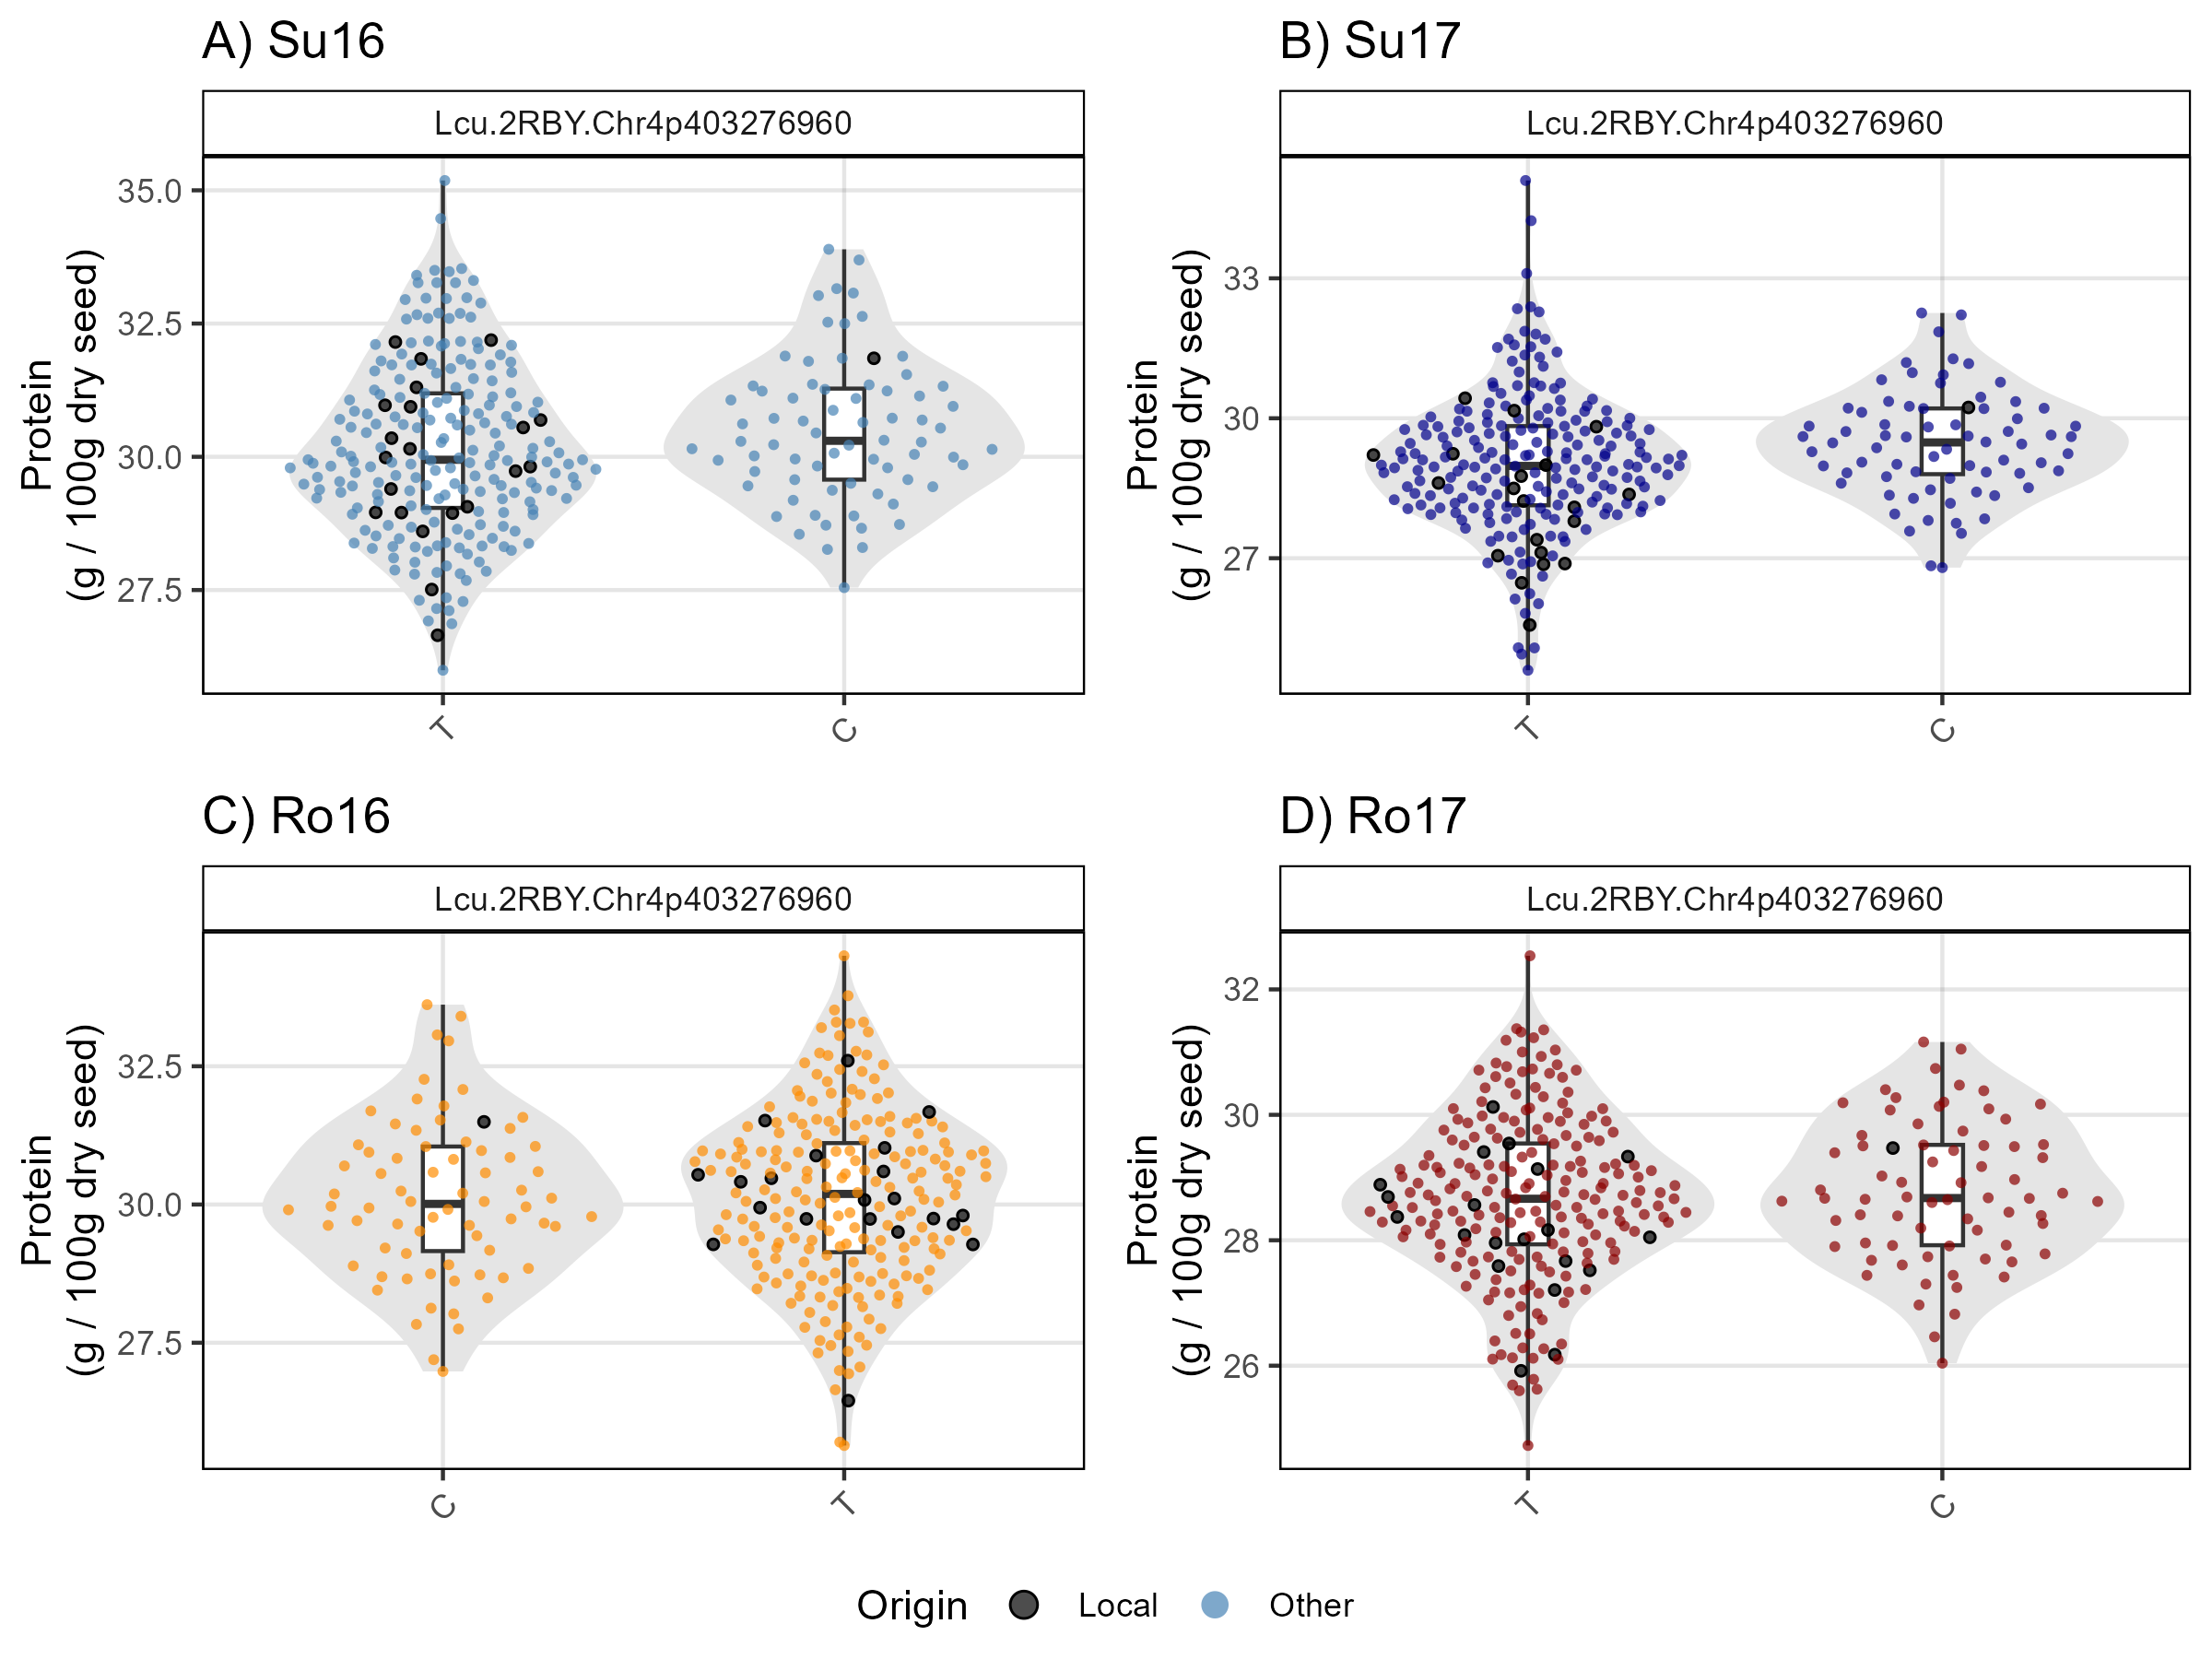 A) Su16
Lcu.2RBY.Chr4p403276960
Protein
(g / 100g dry seed)
35.0
32.5
30.0
27.5
T
C
B) Su17
Lcu.2RBY.Chr4p403276960
Protein
(g / 100g dry seed)
33
30
27
T
C
C) Ro16
Lcu.2RBY.Chr4p403276960
Protein
(g / 100g dry seed)
32.5
30.0
27.5
C
T
D) Ro17
Lcu.2RBY.Chr4p403276960
Protein
(g / 100g dry seed)
32
30
28
26
T
C
Origin Local Other